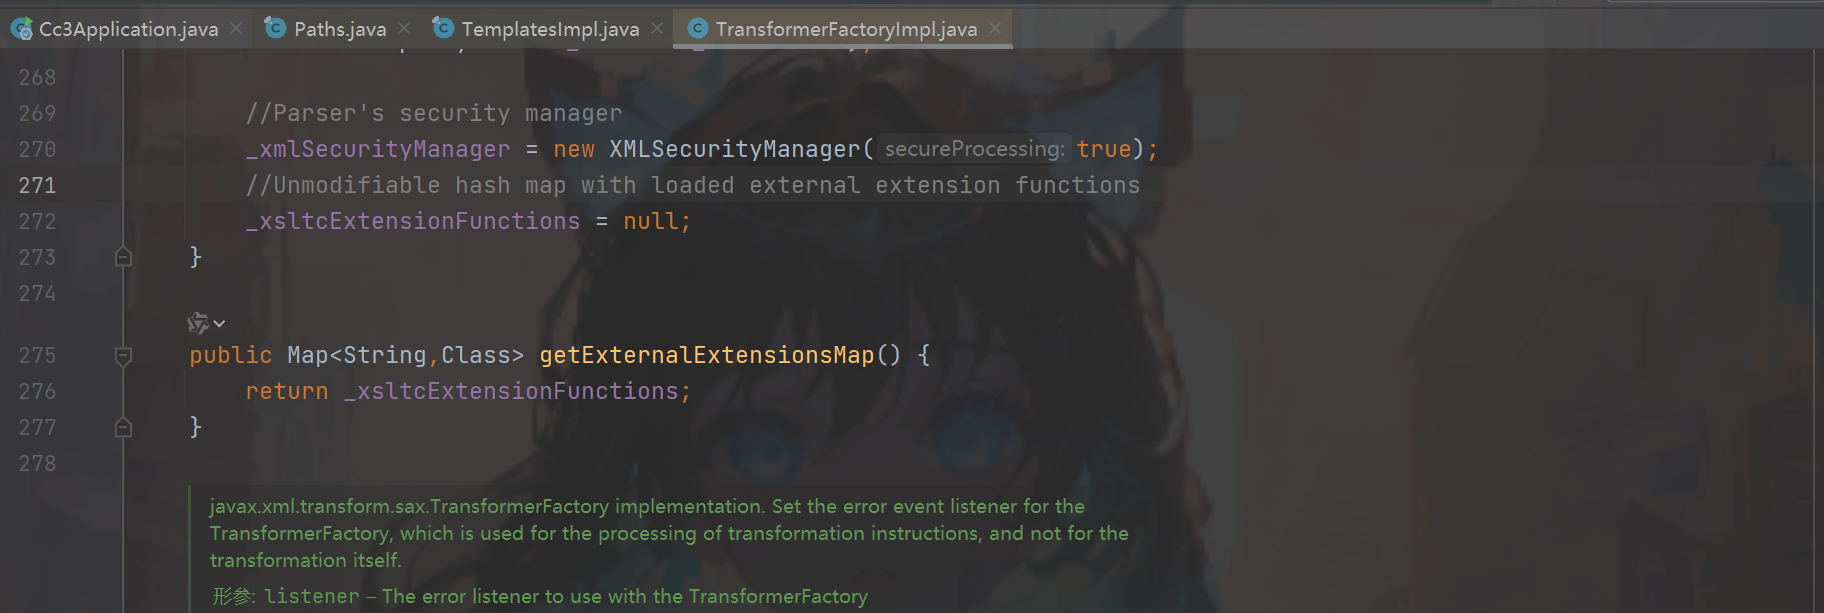 Cc3Application.java Paths.java TemplatesImpl.java TransformerFactoryImpl.java
268
269 //Parser's security manager
270 _xmlSecurityManager = new XMLSecurityManager( secureProcessing: true);
271 //Unmodifiable hash map with loaded external extension functions
272 _xsltcExtensionFunctions = null;
273 }
274
275 public Map<String,Class> getExternalExtensionsMap() {
276 return _xsltcExtensionFunctions;
277 }
278
javax.xml.transform.sax.TransformerFactory implementation. Set the error event listener for the
TransformerFactory, which is used for the processing of transformation instructions, and not for the
transformation itself.
形参: listener – The error listener to use with the TransformerFactory